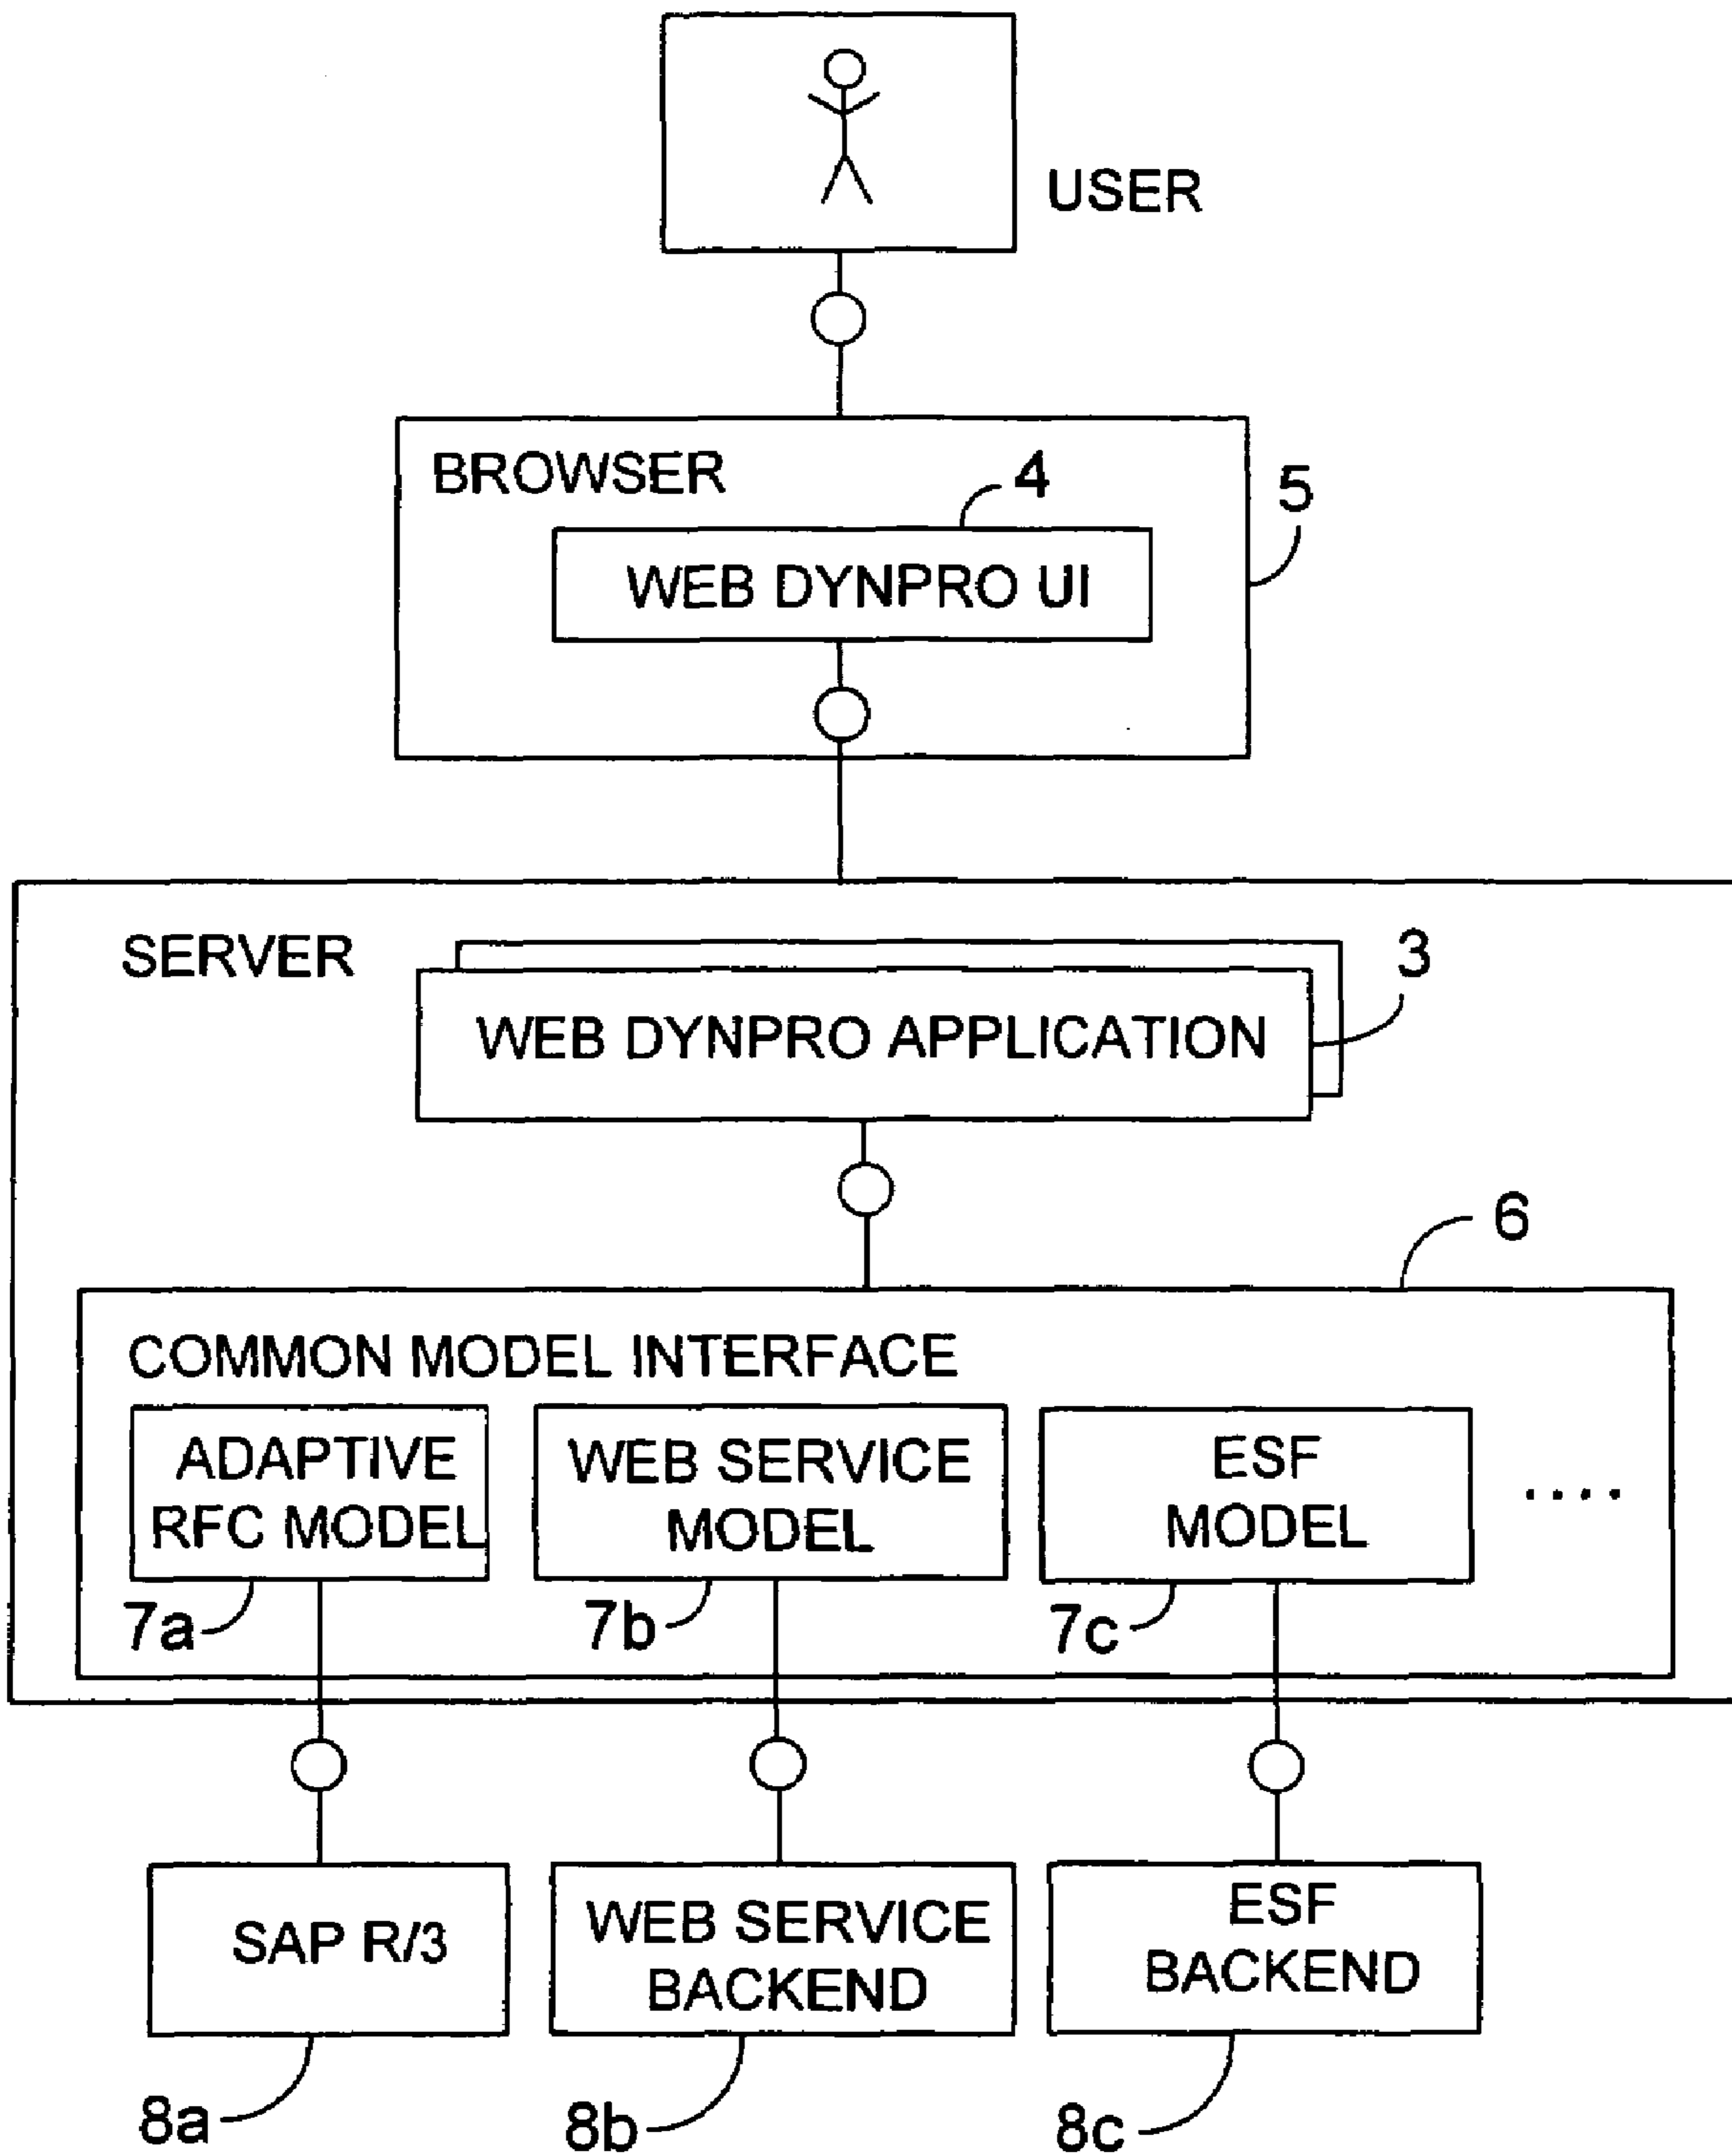 USER
BROWSER
4
5
WEB DYNPRO UI
SERVER
3
WEB DYNPRO APPLICATION
6
COMMON MODEL INTERFACE
ADAPTIVE
RFC MODEL
WEB SERVICE
MODEL
ESF
MODEL
....
7a
7b
7c
SAP R/3
WEB SERVICE
BACKEND
ESF
BACKEND
8a
8b
8c